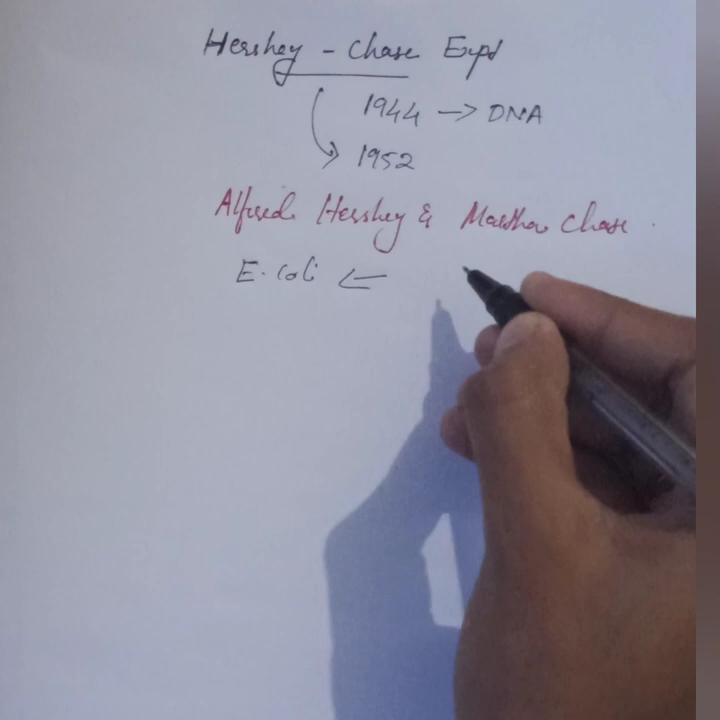 Hershey - Chase Expt
1944 → DNA
1952
Alfred Hershey & Martha Chase.
E. coli ←